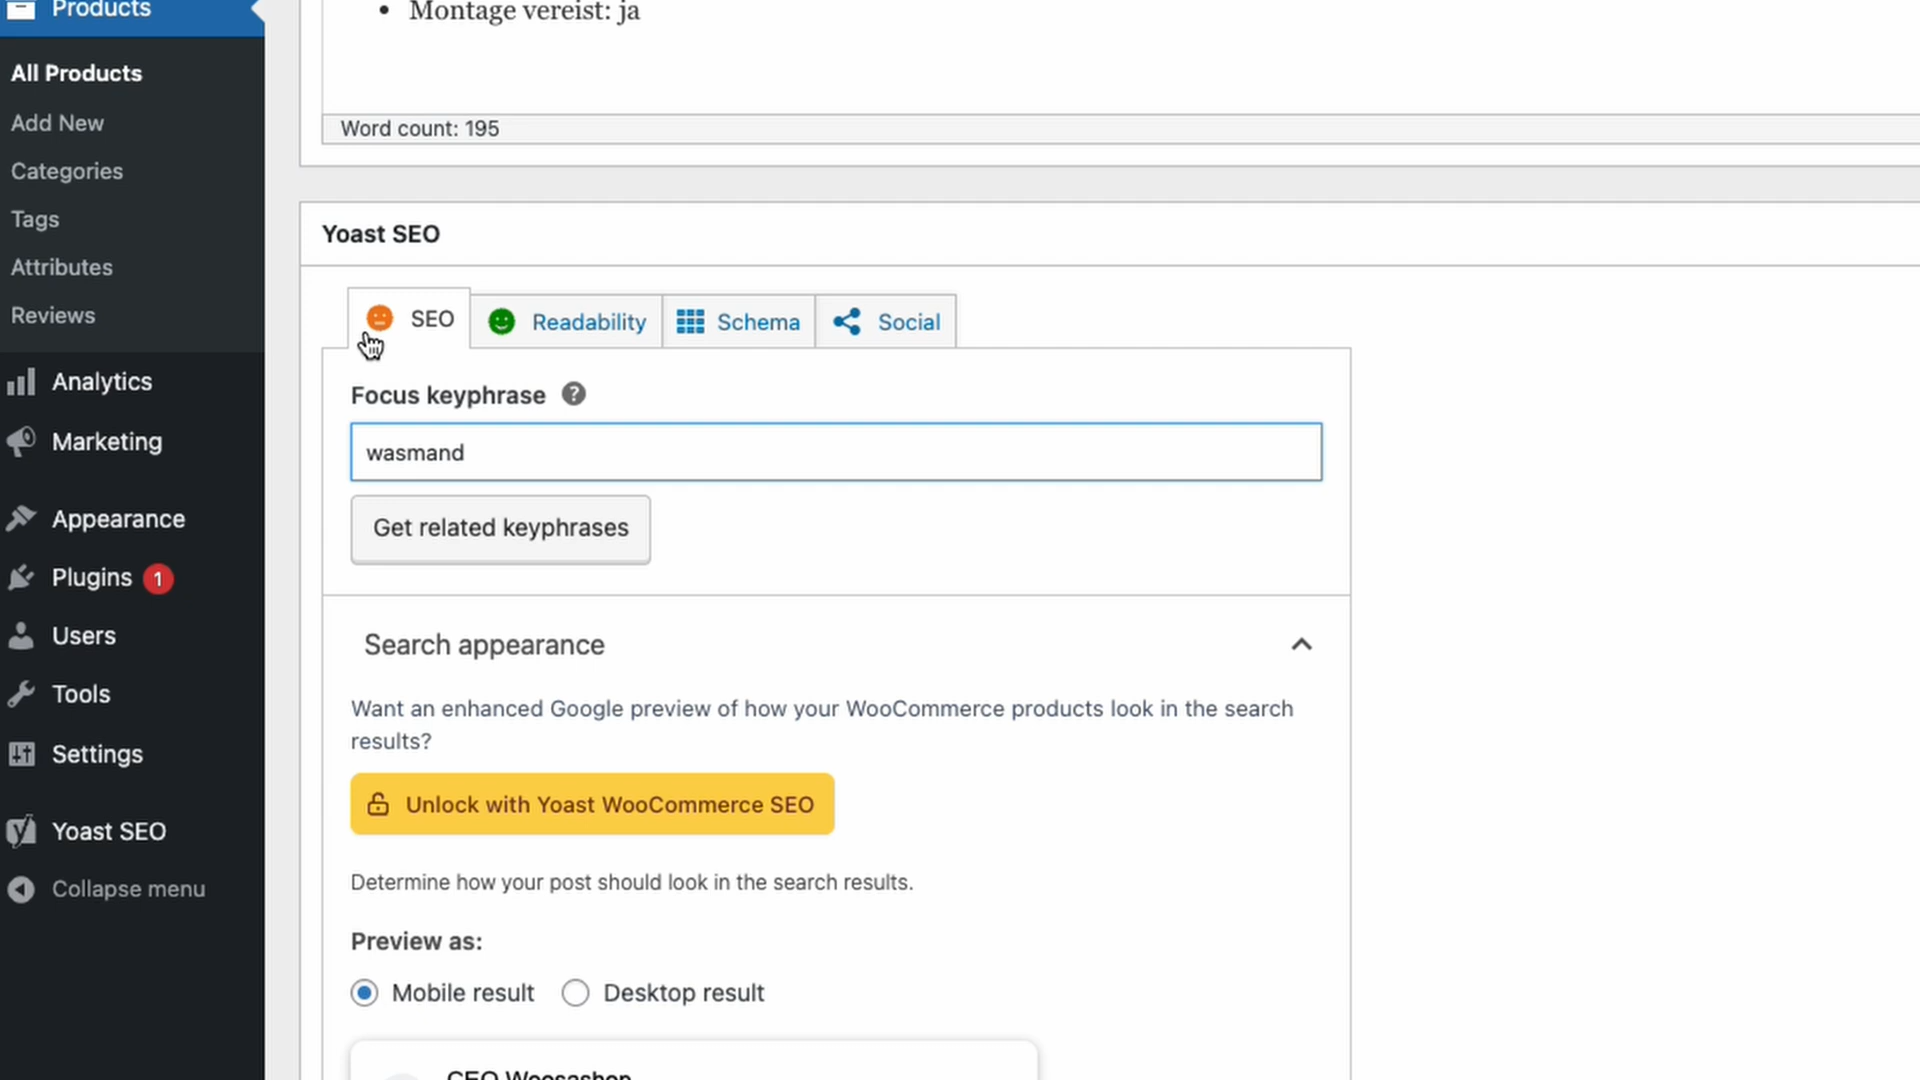 Products
All Products
Add New
Categories
Tags
Attributes
Reviews
Analytics
Marketing
Appearance
Plugins 1
Users
Tools
Settings
Yoast SEO
Collapse menu
• Montage vereist: ja
Word count: 195
Yoast SEO
SEO Readability Schema Social
Focus keyphrase ?
wasmand
Get related keyphrases
Search appearance
Want an enhanced Google preview of how your WooCommerce products look in the search
results?
Unlock with Yoast WooCommerce SEO
Determine how your post should look in the search results.
Preview as:
Mobile result Desktop result